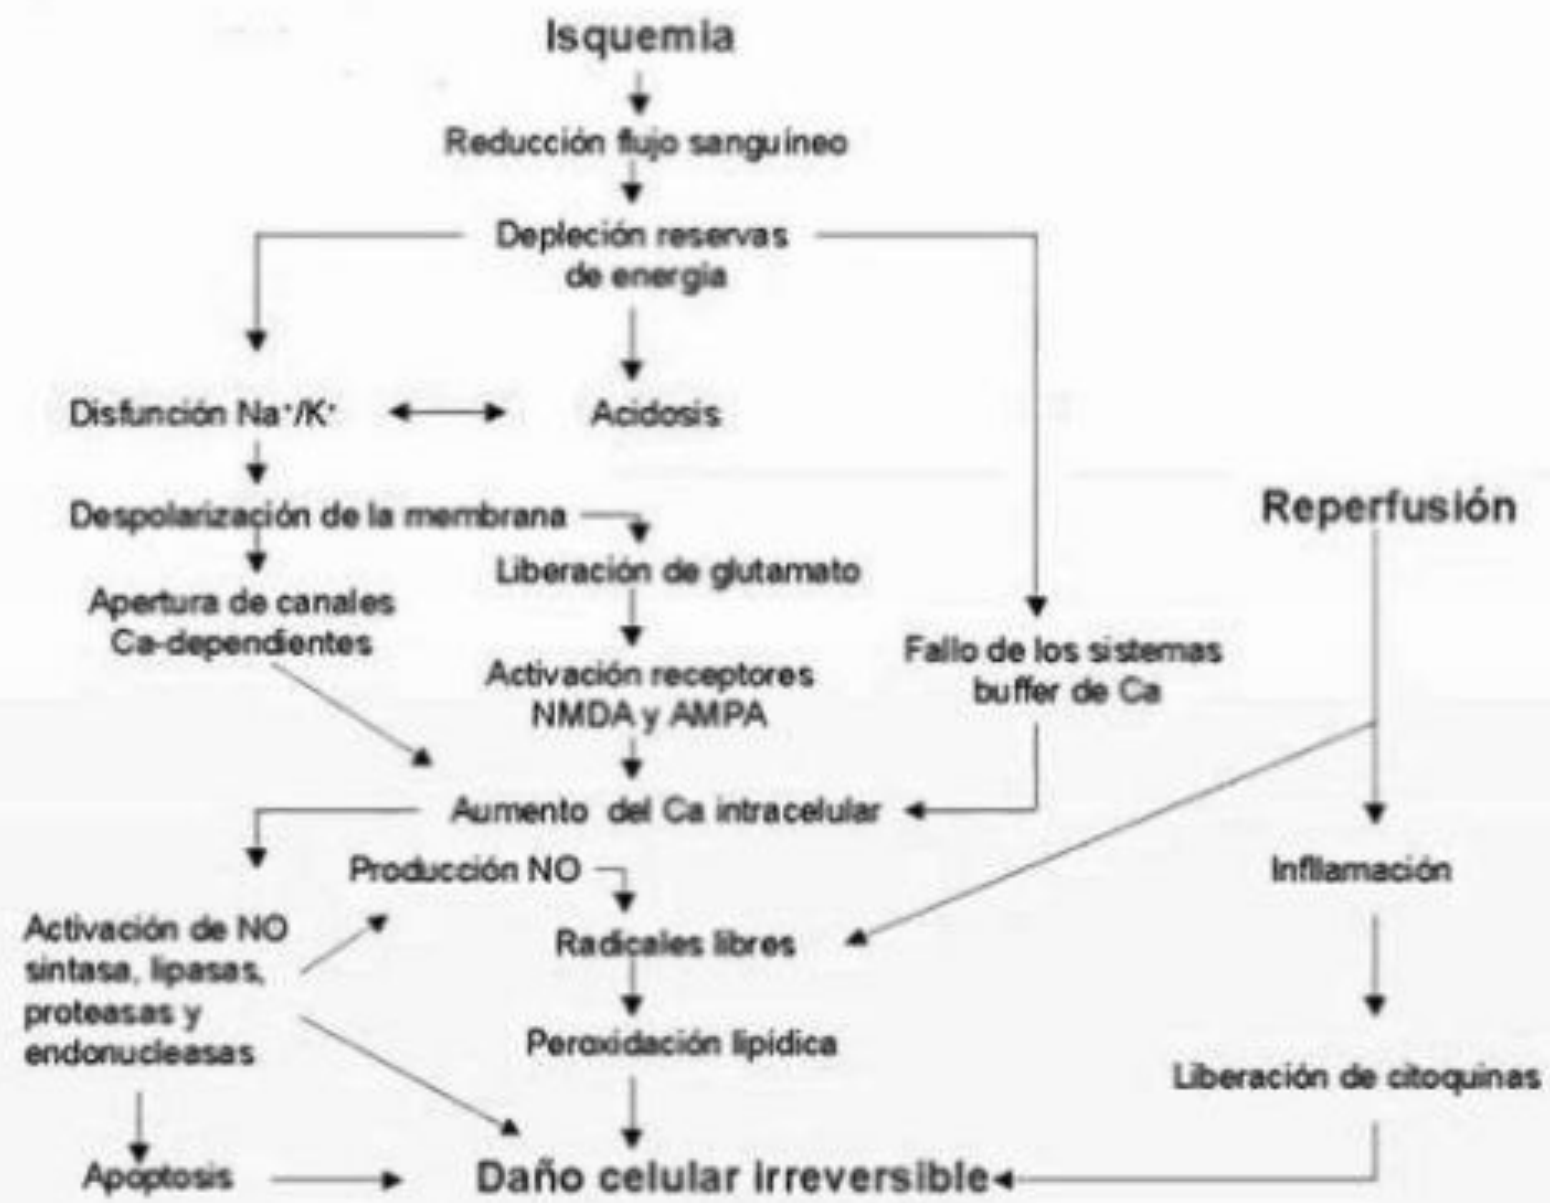 Isquemia
Reducción flujo sanguíneo
Depleción reservas
de energía
Disfunción Na⁺/K⁺
Acidosis
Despolarización de la membrana
Reperfusión
Liberación de glutamato
Apertura de canales
Ca-dependientes
Fallo de los sistemas
buffer de Ca
Activación receptores
NMDA y AMPA
Aumento del Ca intracelular
Producción NO
Infllamación
Activación de NO
sintasa, lipasas,
proteasas y
endonucleasas
Radicales libres
Peroxidación lipídica
Liberación de citoquinas
Apoptosis
Daño celular irreversible